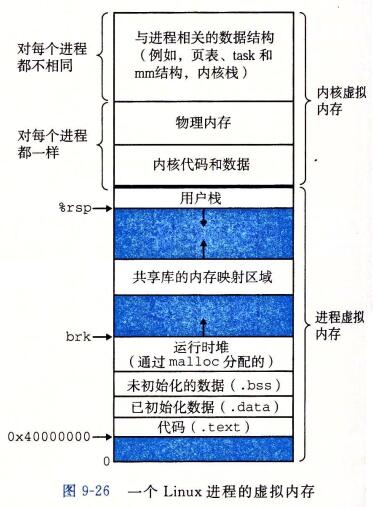 对每个进程
都不相同
与进程相关的数据结构
(例如，页表、task 和
mm结构，内核栈)
内核虚拟
内存
对每个进程
都一样
物理内存
内核代码和数据
用户栈
%rsp
共享库的内存映射区域
进程虚拟
内存
brk
运行时堆
(通过 malloc 分配的)
未初始化的数据(.bss)
已初始化数据(.data)
代码(.text)
0x40000000
0
图 9-26 一个 Linux 进程的虚拟内存